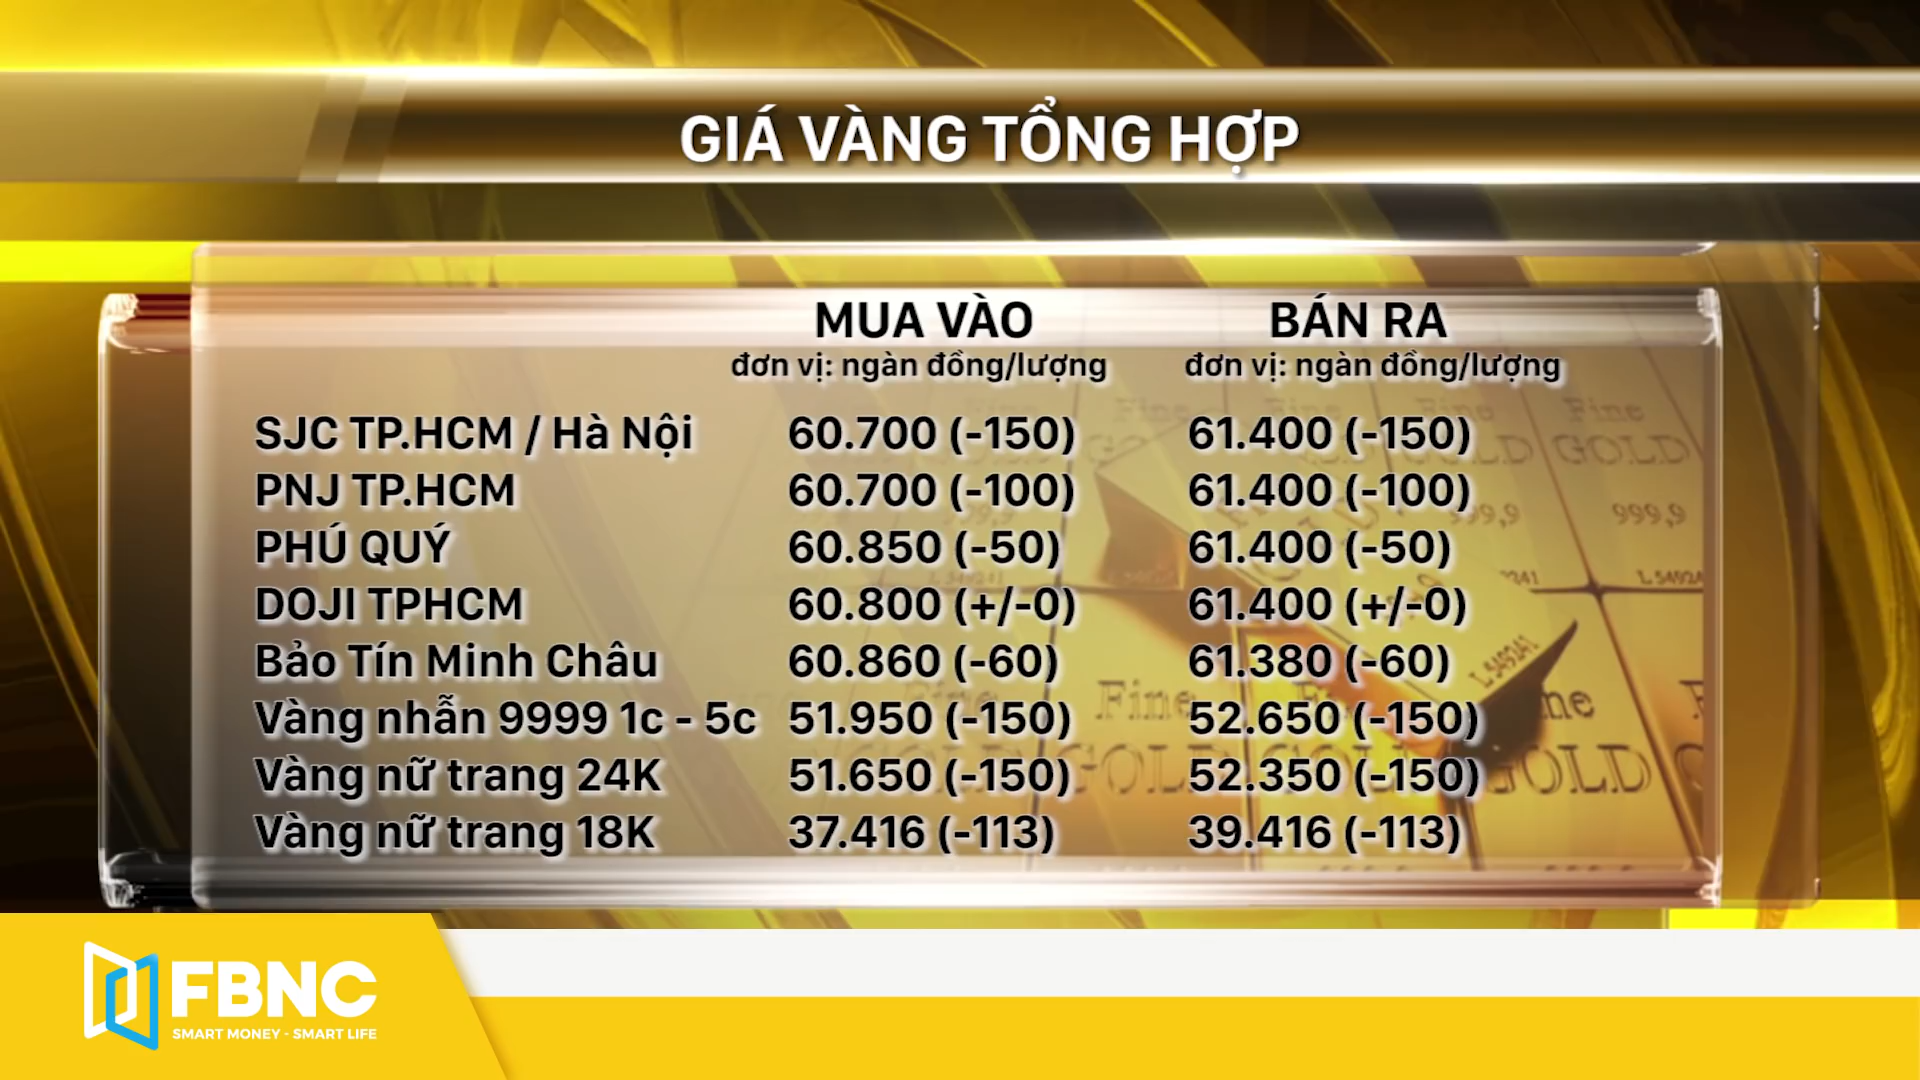 GIÁ VÀNG TỔNG HỢP
MUA VÀO BÁN RA
đơn vị: ngàn đồng/lượng đơn vị: ngàn đồng/lượng
SJC TP.HCM / Hà Nội 60.700 (-150) 61.400 (-150)
PNJ TP.HCM 60.700 (-100) 61.400 (-100)
PHÚ QUÝ 60.850 (-50) 61.400 (-50)
DOJI TPHCM 60.800 (+/-0) 61.400 (+/-0)
Bảo Tín Minh Châu 60.860 (-60) 61.380 (-60)
Vàng nhẫn 9999 1c - 5c 51.950 (-150) 52.650 (-150)
Vàng nữ trang 24K 51.650 (-150) 52.350 (-150)
Vàng nữ trang 18K 37.416 (-113) 39.416 (-113)
FBNC
SMART MONEY - SMART LIFE